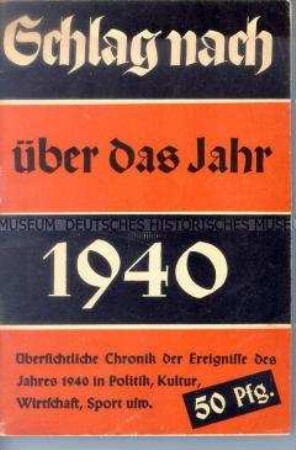 Schlag nach
über das Jahr
MUSEUM DEUTSCHES HISTORISCHES MUSEUM
1940
Übersichtliche Chronik der Ereignisse des
Jahres 1940 in Politik, Kultur,
Wirtschaft, Sport usw.
50 Pfg.